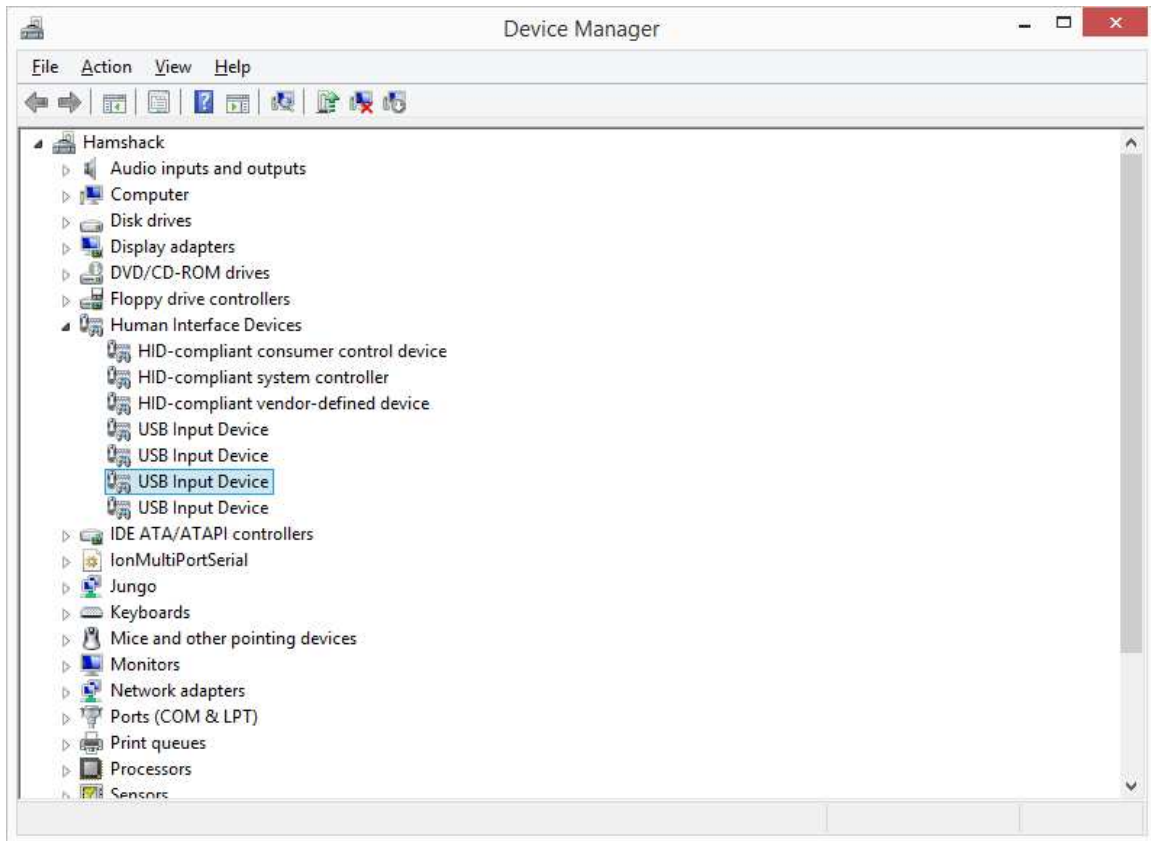 Device Manager
File Action View Help
Hamshack
Audio inputs and outputs
Computer
Disk drives
Display adapters
DVD/CD-ROM drives
Floppy drive controllers
Human Interface Devices
HID-compliant consumer control device
HID-compliant system controller
HID-compliant vendor-defined device
USB Input Device
USB Input Device
USB Input Device
USB Input Device
IDE ATA/ATAPI controllers
IonMultiPortSerial
Jungo
Keyboards
Mice and other pointing devices
Monitors
Network adapters
Ports (COM & LPT)
Print queues
Processors
Sensors